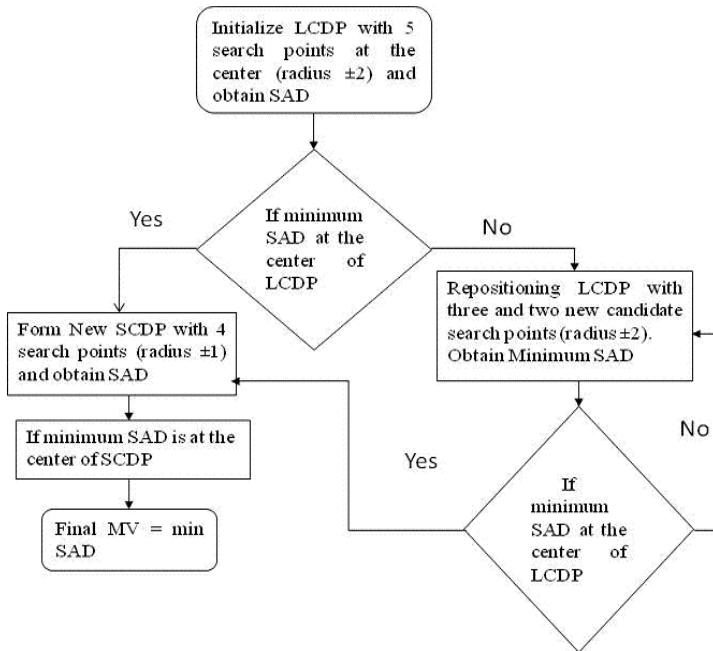 Initialize LCDP with 5
search points at the
center (radius ±2) and
obtain SAD
Yes
If minimum
SAD at the
center of
LCDP
No
Form New SCDP with 4
search points (radius ±1)
and obtain SAD
Repositioning LCDP with
three and two new candidate
search points (radius ±2).
Obtain Minimum SAD
If minimum SAD is at the
center of SCDP
Yes
No
Final MV = min
SAD
If
minimum
SAD at the
center of
LCDP